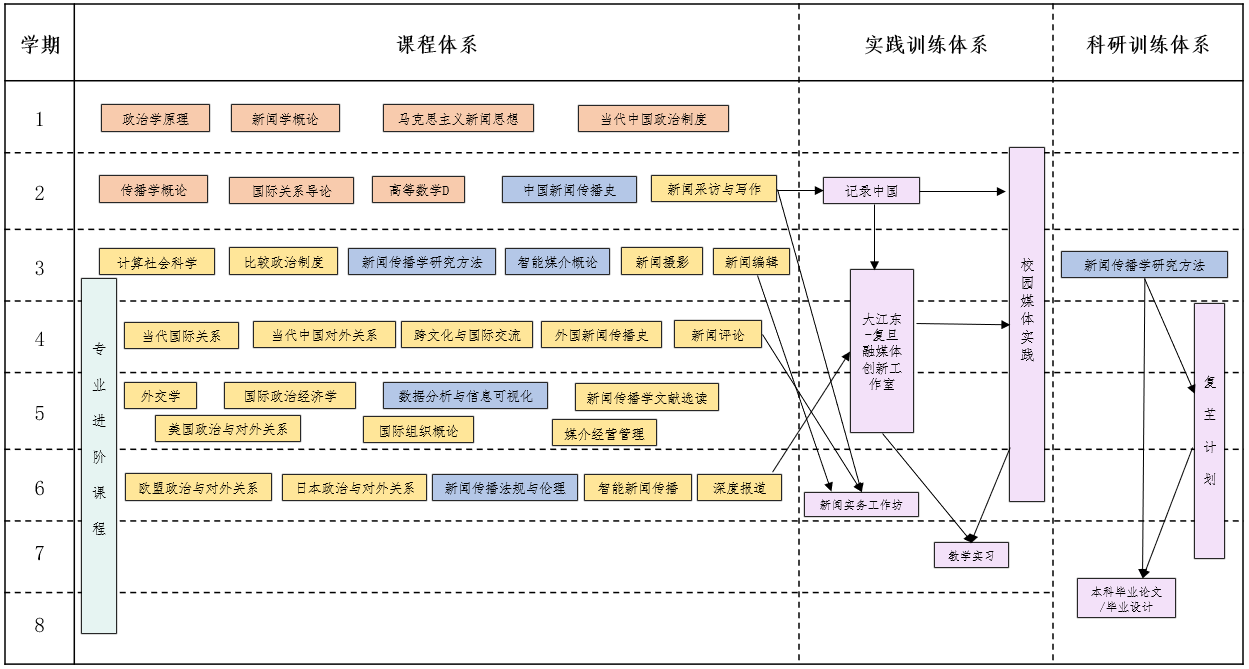 学期
课程体系
实践训练体系
科研训练体系
1
政治学原理
新闻学概论
马克思主义新闻思想
当代中国政治制度
2
传播学概论
国际关系导论
高等数学D
中国新闻传播史
新闻采访与写作
记录中国
3
计算社会科学
比较政治制度
新闻传播学研究方法
智能媒介概论
新闻摄影
新闻编辑
校园媒体实践
新闻传播学研究方法
专业进阶课程
4
当代国际关系
当代中国对外关系
跨文化与国际交流
外国新闻传播史
新闻评论
大江东
-复旦
融媒体
创新工
作室
复莖计划
5
外交学
国际政治经济学
数据分析与信息可视化
新闻传播学文献选读
美国政治与对外关系
国际组织概论
媒介经营管理
6
欧盟政治与对外关系
日本政治与对外关系
新闻传播法规与伦理
智能新闻传播
深度报道
新闻实务工作坊
7
教学实习
8
本科毕业论文
/毕业设计